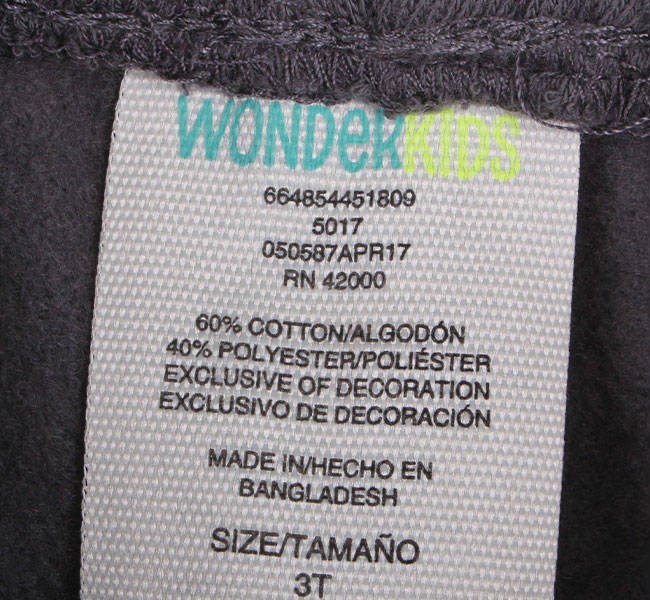 WONDERKIDS
664854451809
5017
050587APR17
RN 42000
60% COTTON/ALGODÓN
40% POLYESTER/POLIÉSTER
EXCLUSIVE OF DECORATION
EXCLUSIVO DE DECORACIÓN
MADE IN/HECHO EN
BANGLADESH
SIZE/TAMAÑO
3T